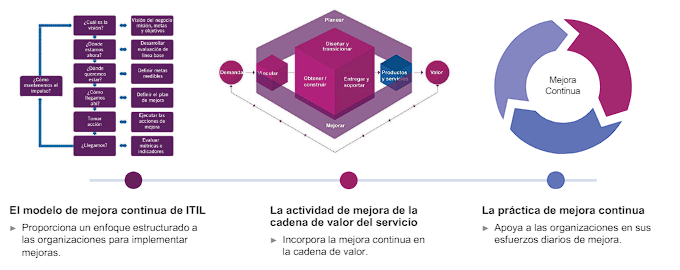 ¿Cuál es la
visión?
Visión del negocio
misión, metas
y objetivos
¿Dónde
estamos
ahora?
Desarrollar
evaluación de
línea base
¿Dónde
queremos
estar?
Definir metas
medibles
¿Cómo
mantenemos el
impulso?
¿Cómo
llegamos
ahí?
Definir el plan
de mejora
Tomar
acción
Ejecutar las
acciones de
mejora
¿Llegamos?
Evaluar
métricas e
indicadores
Planear
Diseñar y
transicionar
Demanda
Vincular
Obtener /
construir
Entregar y
soportar
Productos
y servicios
Valor
Mejorar
Mejora
Continua
El modelo de mejora continua de ITIL
► Proporciona un enfoque estructurado a
las organizaciones para implementar
mejoras.
La actividad de mejora de la
cadena de valor del servicio
► Incorpora la mejora continua en
la cadena de valor.
La práctica de mejora continua
► Apoya a las organizaciones en sus
esfuerzos diarios de mejora.